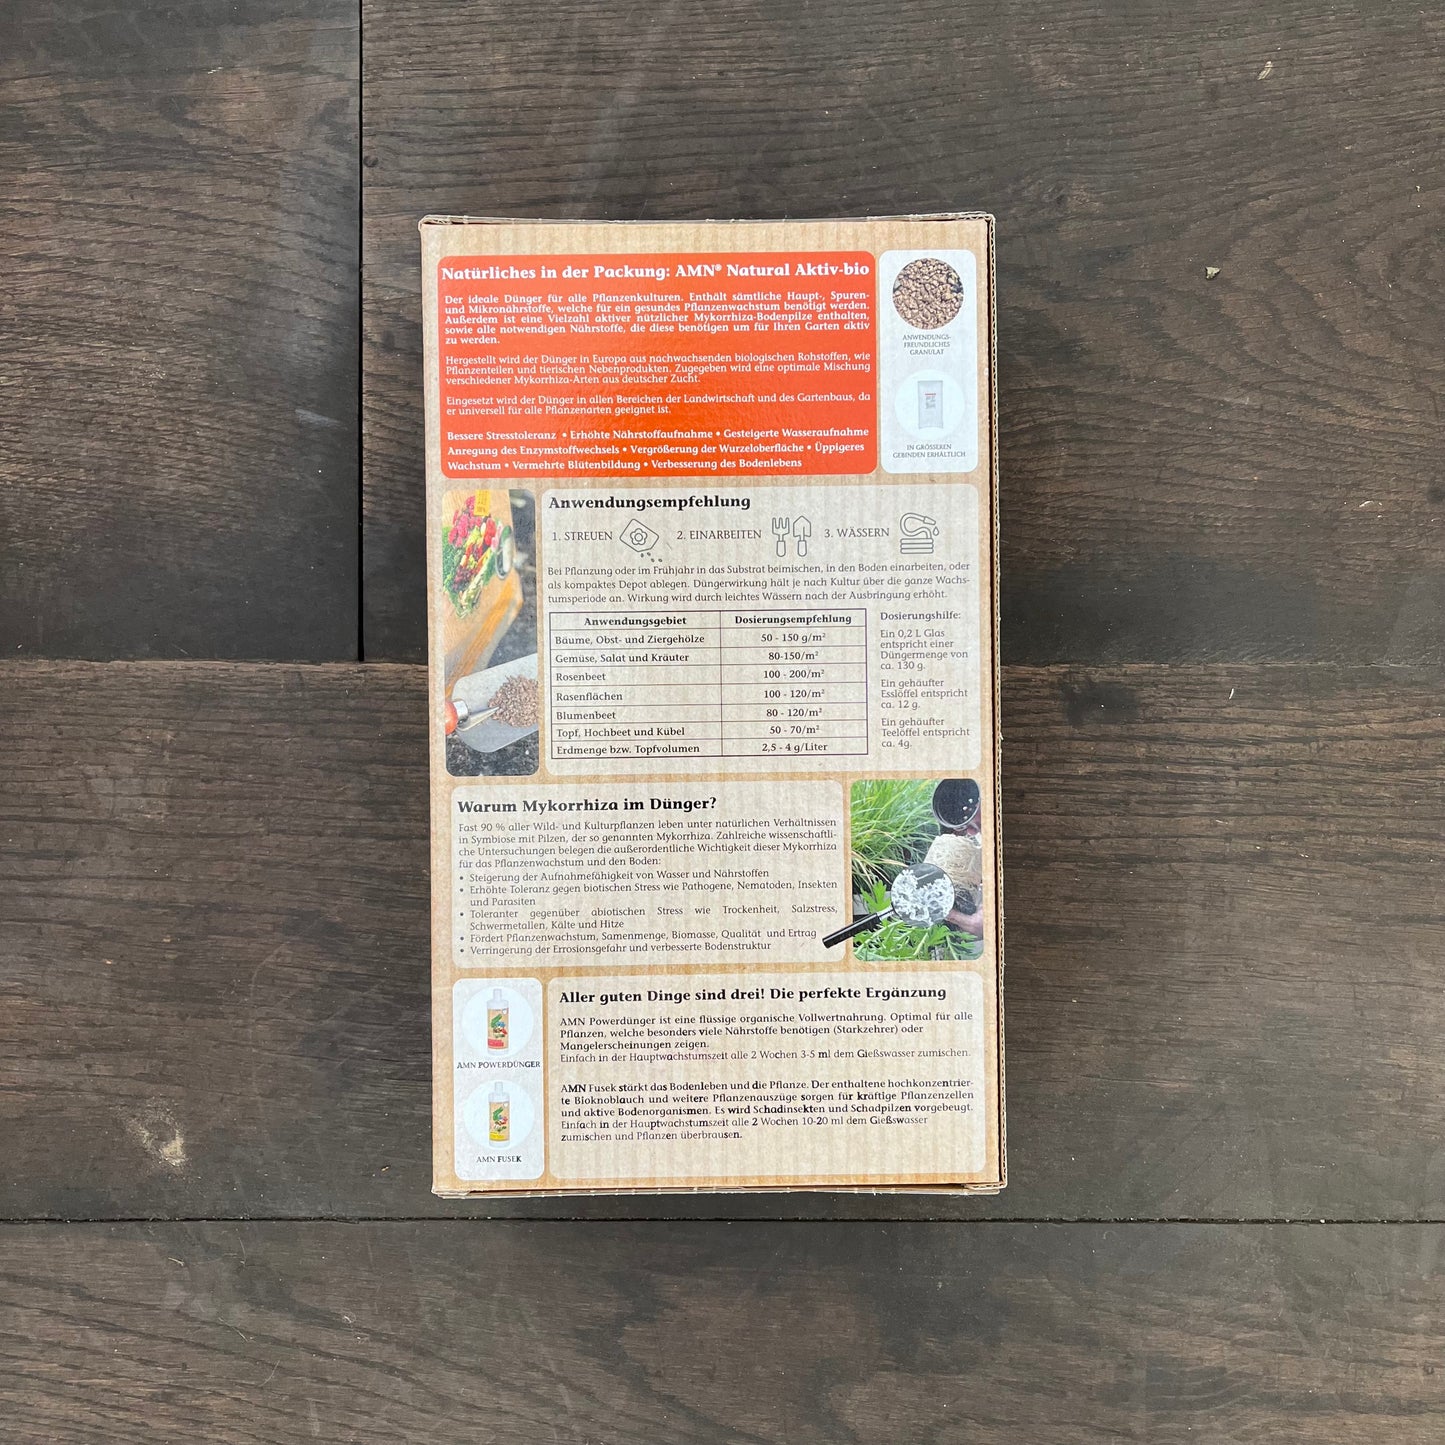 Natürliches in der Packung: AMN® Natural Aktiv-bio
Der ideale Dünger für alle Pflanzenkulturen. Enthält sämtliche Haupt-, Spuren-
und Mikronährstoffe, welche für ein gesundes Pflanzenwachstum benötigt werden.
Außerdem ist eine Vielzahl aktiver nützlicher Mykorrhiza-Bodenpilze enthalten,
sowie alle notwendigen Nährstoffe, die diese benötigen um für Ihren Garten aktiv
zu werden.
Hergestellt wird der Dünger in Europa aus nachwachsenden biologischen Rohstoffen, wie
Pflanzenteilen und tierischen Nebenprodukten. Zugegeben wird eine optimale Mischung
verschiedener Mykorrhiza-Arten aus deutscher Zucht.
Eingesetzt wird der Dünger in allen Bereichen der Landwirtschaft und des Gartenbaus, da
er universell für alle Pflanzenarten geeignet ist.
Bessere Stresstoleranz • Erhöhte Nährstoffaufnahme • Gesteigerte Wasseraufnahme
Anregung des Enzymstoffwechsels • Vergrößerung der Wurzeloberfläche • Üppigeres
Wachstum • Vermehrte Blütenbildung • Verbesserung des Bodenlebens
ANWENDUNGS-
FREUNDLICHES
GRANULAT
IN GRÖSSEREN
GEBINDEN ERHÄLTLICH
Anwendungsempfehlung
1. STREUEN 2. EINARBEITEN 3. WÄSSERN
Bei Pflanzung oder im Frühjahr in das Substrat beimischen, in den Boden einarbeiten, oder
als kompaktes Depot ablegen. Düngerwirkung hält je nach Kultur über die ganze Wachs-
tumsperiode an. Wirkung wird durch leichtes Wässern nach der Ausbringung erhöht.
Anwendungsgebiet Dosierungsempfehlung
Bäume, Obst- und Ziergehölze 50 - 150 g/m²
Gemüse, Salat und Kräuter 80-150/m²
Rosenbeet 100 - 200/m²
Rasenflächen 100 - 120/m²
Blumenbeet 80 - 120/m²
Topf, Hochbeet und Kübel 50 - 70/m²
Erdmenge bzw. Topfvolumen 2,5 - 4 g/Liter
Dosierungshilfe:
Ein 0,2 L Glas
entspricht einer
Düngermenge von
ca. 130 g.
Ein gehäufter
Esslöffel entspricht
ca. 12 g.
Ein gehäufter
Teelöffel entspricht
ca. 4g.
Warum Mykorrhiza im Dünger?
Fast 90 % aller Wild- und Kulturpflanzen leben unter natürlichen Verhältnissen
in Symbiose mit Pilzen, der so genannten Mykorrhiza. Zahlreiche wissenschaftli-
che Untersuchungen belegen die außerordentliche Wichtigkeit dieser Mykorrhiza
für das Pflanzenwachstum und den Boden:
• Steigerung der Aufnahmefähigkeit von Wasser und Nährstoffen
• Erhöhte Toleranz gegen biotischen Stress wie Pathogene, Nematoden, Insekten
und Parasiten
• Toleranter gegenüber abiotischen Stress wie Trockenheit, Salzstress,
Schwermetallen, Kälte und Hitze
• Fördert Pflanzenwachstum, Samenmenge, Biomasse, Qualität und Ertrag
• Verringerung der Errosionsgefahr und verbesserte Bodenstruktur
AMN POWERDÜNGER
AMN FUSEK
Aller guten Dinge sind drei! Die perfekte Ergänzung
AMN Powerdünger ist eine flüssige organische Vollwertnahrung. Optimal für alle
Pflanzen, welche besonders viele Nährstoffe benötigen (Starkzehrer) oder
Mangelerscheinungen zeigen.
Einfach in der Hauptwachstumszeit alle 2 Wochen 3-5 ml dem Gießswasser zumischen.
AMN Fusek stärkt das Bodenleben und die Pflanze. Der enthaltene hochkonzentrier-
te Bioknoblauch und weitere Pflanzenauszüge sorgen für kräftige Pflanzenzellen
und aktive Bodenorganismen. Es wird Schadinsekten und Schadpilzen vorgebeugt.
Einfach in der Hauptwachstumszeit alle 2 Wochen 10-20 ml dem Gießswasser
zumischen und Pflanzen überbrausen.